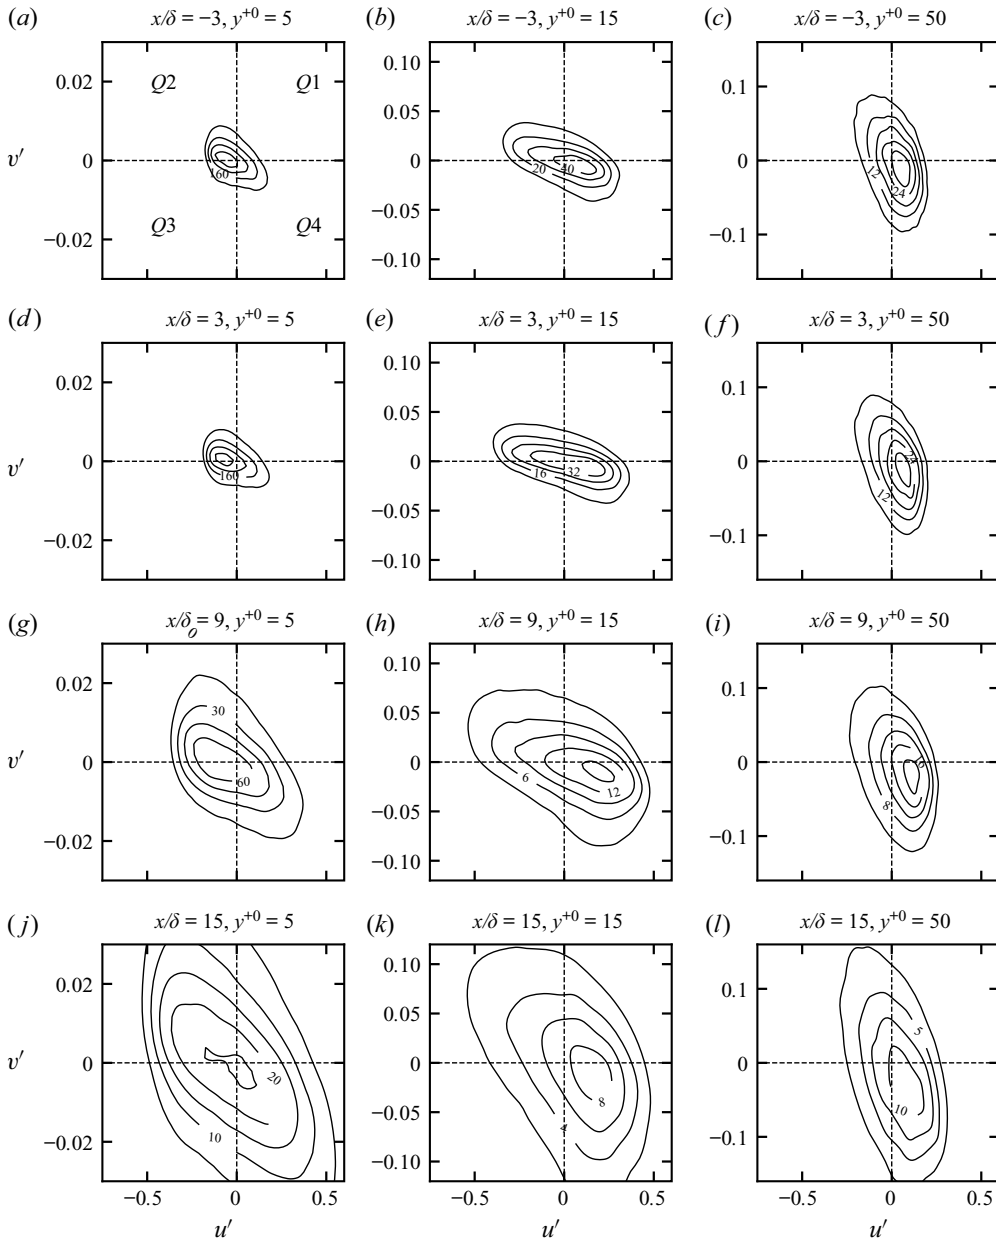 (a) x/δ = −3, y⁺⁰ = 5 (b) x/δ = −3, y⁺⁰ = 15 (c) x/δ = −3, y⁺⁰ = 50
0.10
0.02 Q2 Q1 0.1
0.05
v′ 0 160 0 20 40 0 12 24
−0.05
−0.02 Q3 Q4 −0.1
−0.10
(d) x/δ = 3, y⁺⁰ = 5 (e) x/δ = 3, y⁺⁰ = 15 (f) x/δ = 3, y⁺⁰ = 50
0.10
0.02 0.1
0.05
v′ 0 160 0 16 32 0 12 24
−0.05
−0.02 −0.1
−0.10
(g) x/δ₀ = 9, y⁺⁰ = 5 (h) x/δ = 9, y⁺⁰ = 15 (i) x/δ = 9, y⁺⁰ = 50
0.10
0.02 30 0.1
0.05
v′ 0 60 0 6 12 0 8 16
−0.05
−0.02 −0.1
−0.10
(j) x/δ = 15, y⁺⁰ = 5 (k) x/δ = 15, y⁺⁰ = 15 (l) x/δ = 15, y⁺⁰ = 50
0.10
0.02 0.1
0.05 5
v′ 0 20 0 8 0 10
−0.05
−0.02 10 4 −0.1
−0.10
−0.5 0 0.5 −0.5 0 0.5 −0.5 0 0.5
u′ u′ u′